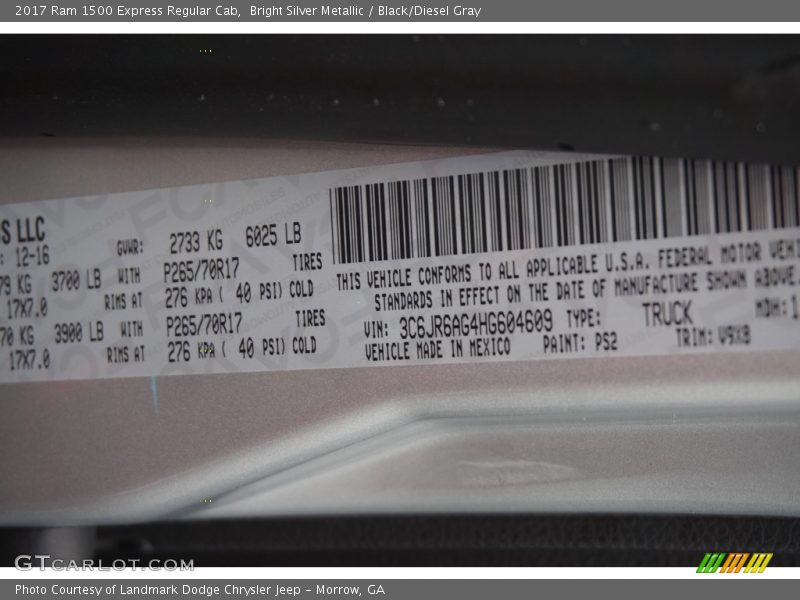 2017 Ram 1500 Express Regular Cab, Bright Silver Metallic / Black/Diesel Gray
S LLC
: 12-16 GVWR: 2733 KG 6025 LB
79 KG 3700 LB WITH P265/70R17 TIRES
17X7.0 RIMS AT 276 KPA ( 40 PSI) COLD
70 KG 3900 LB WITH P265/70R17 TIRES
17X7.0 RIMS AT 276 KPA ( 40 PSI) COLD
THIS VEHICLE CONFORMS TO ALL APPLICABLE U.S.A. FEDERAL MOTOR VEHI
STANDARDS IN EFFECT ON THE DATE OF MANUFACTURE SHOWN ABOVE.
VIN: 3C6JR6AG4HG604609 TYPE: TRUCK MDH: 1
VEHICLE MADE IN MEXICO PAINT: PS2 TRIM: V9X8
GTCARLOT.COM
Photo Courtesy of Landmark Dodge Chrysler Jeep - Morrow, GA